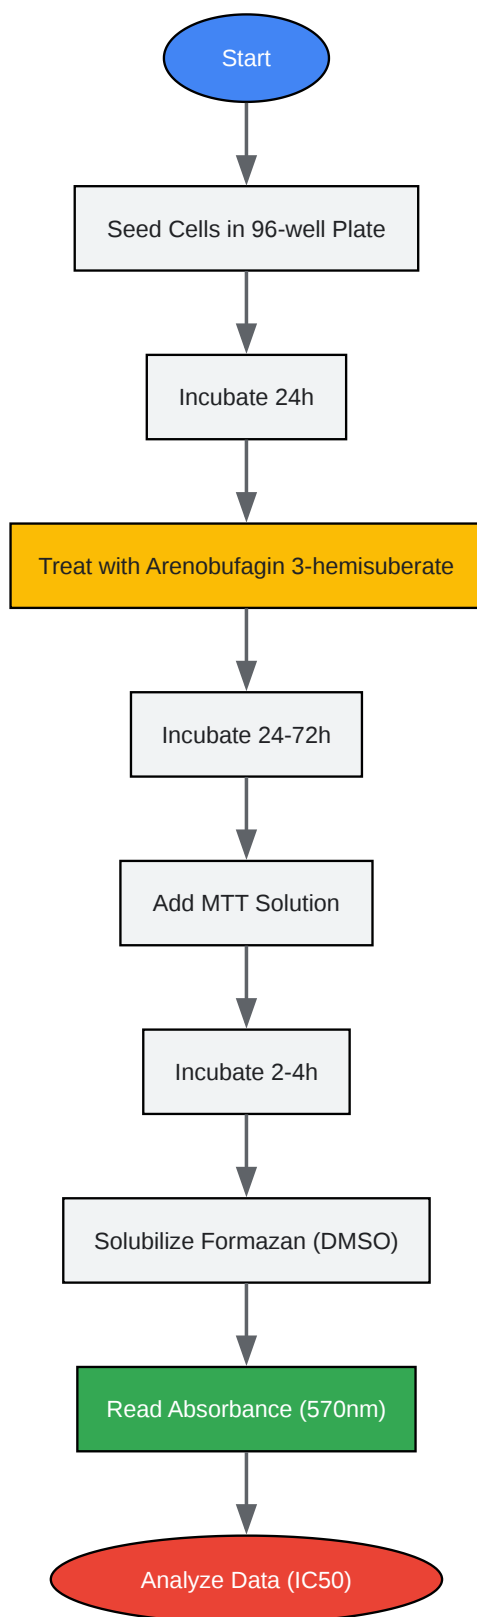 Start
Seed Cells in 96-well Plate
Incubate 24h
Treat with Arenobufagin 3-hemisuberate
Incubate 24-72h
Add MTT Solution
Incubate 2-4h
Solubilize Formazan (DMSO)
Read Absorbance (570nm)
Analyze Data (IC50)